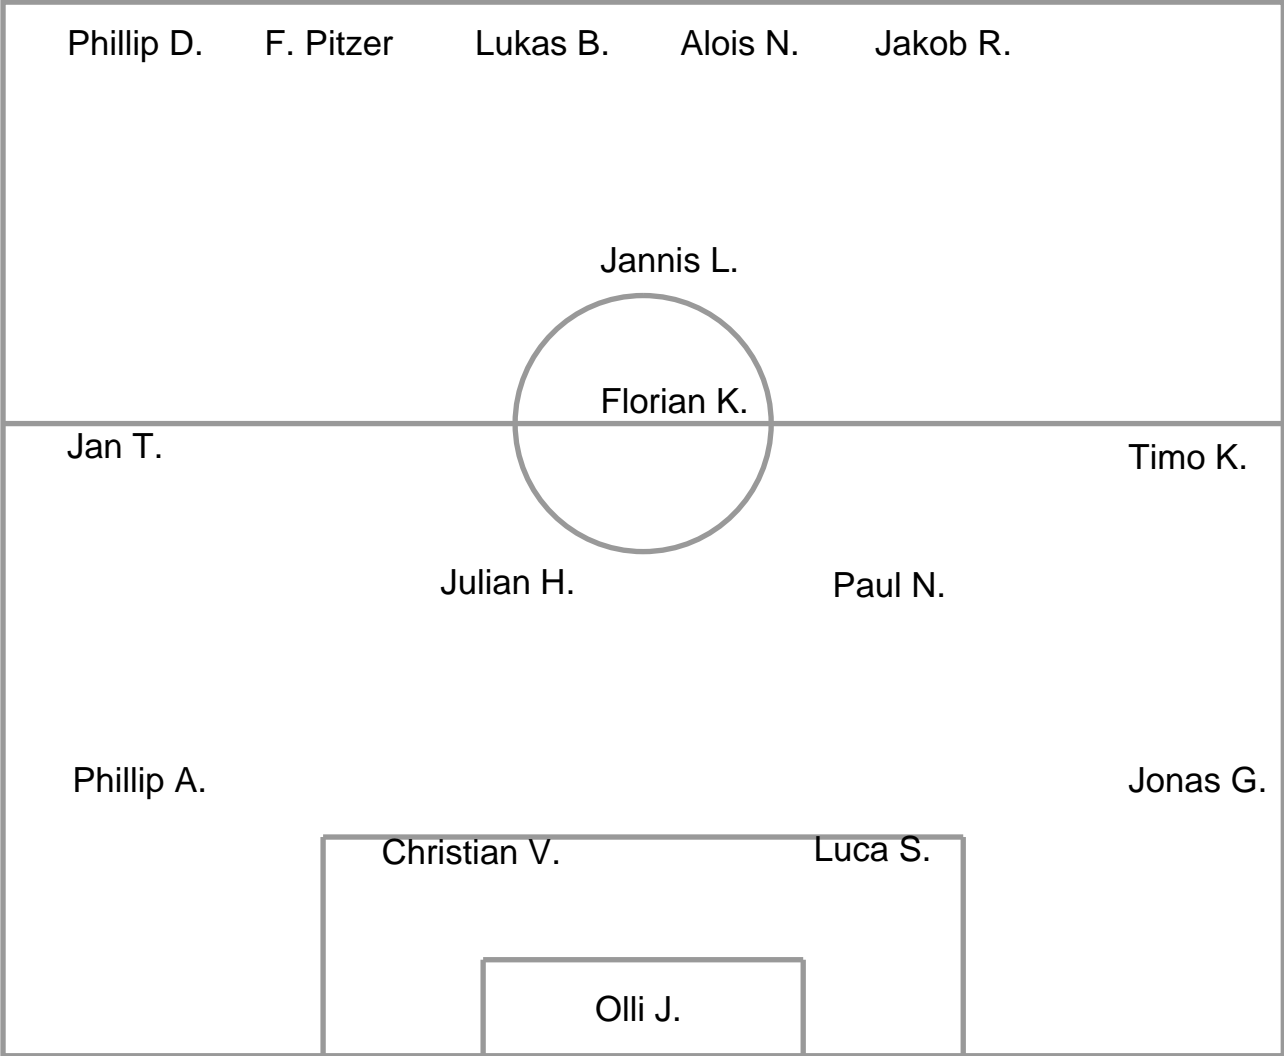 Phillip D. F. Pitzer Lukas B. Alois N. Jakob R.
Jannis L.
Florian K.
Jan T. Timo K.
Julian H. Paul N.
Phillip A. Jonas G.
Christian V. Luca S.
Olli J.